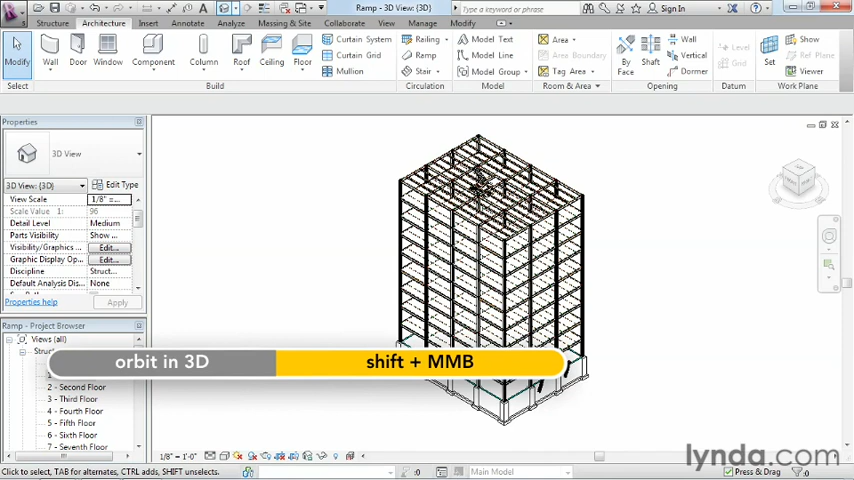 Ramp - 3D View: {3D}
Type a keyword or phrase
Sign In
Structure Architecture Insert Annotate Analyze Massing & Site Collaborate View Manage Modify
Modify Wall Door Window Component Column Roof Ceiling Floor
Curtain System
Curtain Grid
Mullion
Railing
Ramp
Stair
Model Text
Model Line
Model Group
Area
Area Boundary
Tag Area
By Face Shaft
Wall
Vertical
Dormer
Level
Grid
Set
Show
Ref Plane
Viewer
Select Build Circulation Model Room & Area Opening Datum Work Plane
Properties
3D View
3D View: {3D} Edit Type
View Scale 1/8" =...
Scale Value 1: 96
Detail Level Medium
Parts Visibility Show ...
Visibility/Graphics ... Edit...
Graphic Display Op... Edit...
Discipline Struct...
Default Analysis Dis... None
Properties help Apply
Ramp - Project Browser
Views (all)
Struc
orbit in 3D shift + MMB
2 - Second Floor
3 - Third Floor
4 - Fourth Floor
5 - Fifth Floor
6 - Sixth Floor
7 - Seventh Floor
1/8" = 1'-0"
lynda.com
Click to select, TAB for alternates, CTRL adds, SHIFT unselects. :0 Main Model Press & Drag :0